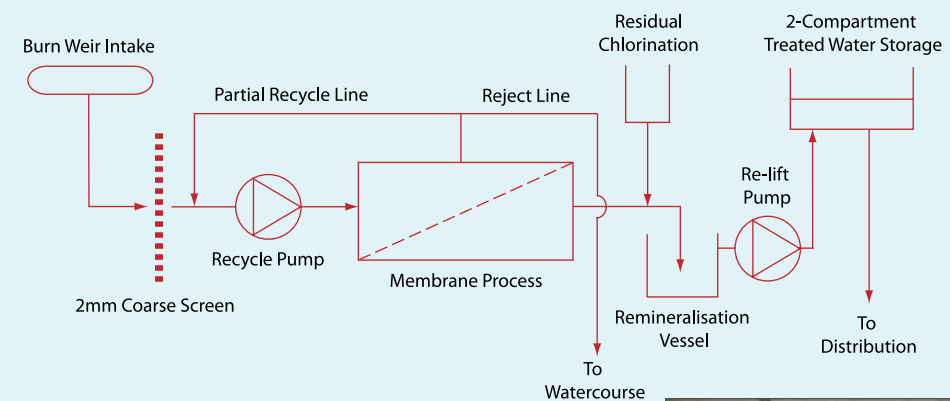 Burn Weir Intake
Partial Recycle Line
Reject Line
Residual
Chlorination
2-Compartment
Treated Water Storage
Re-lift
Pump
Recycle Pump
Membrane Process
2mm Coarse Screen
Remineralisation
Vessel
To
Distribution
To
Watercourse